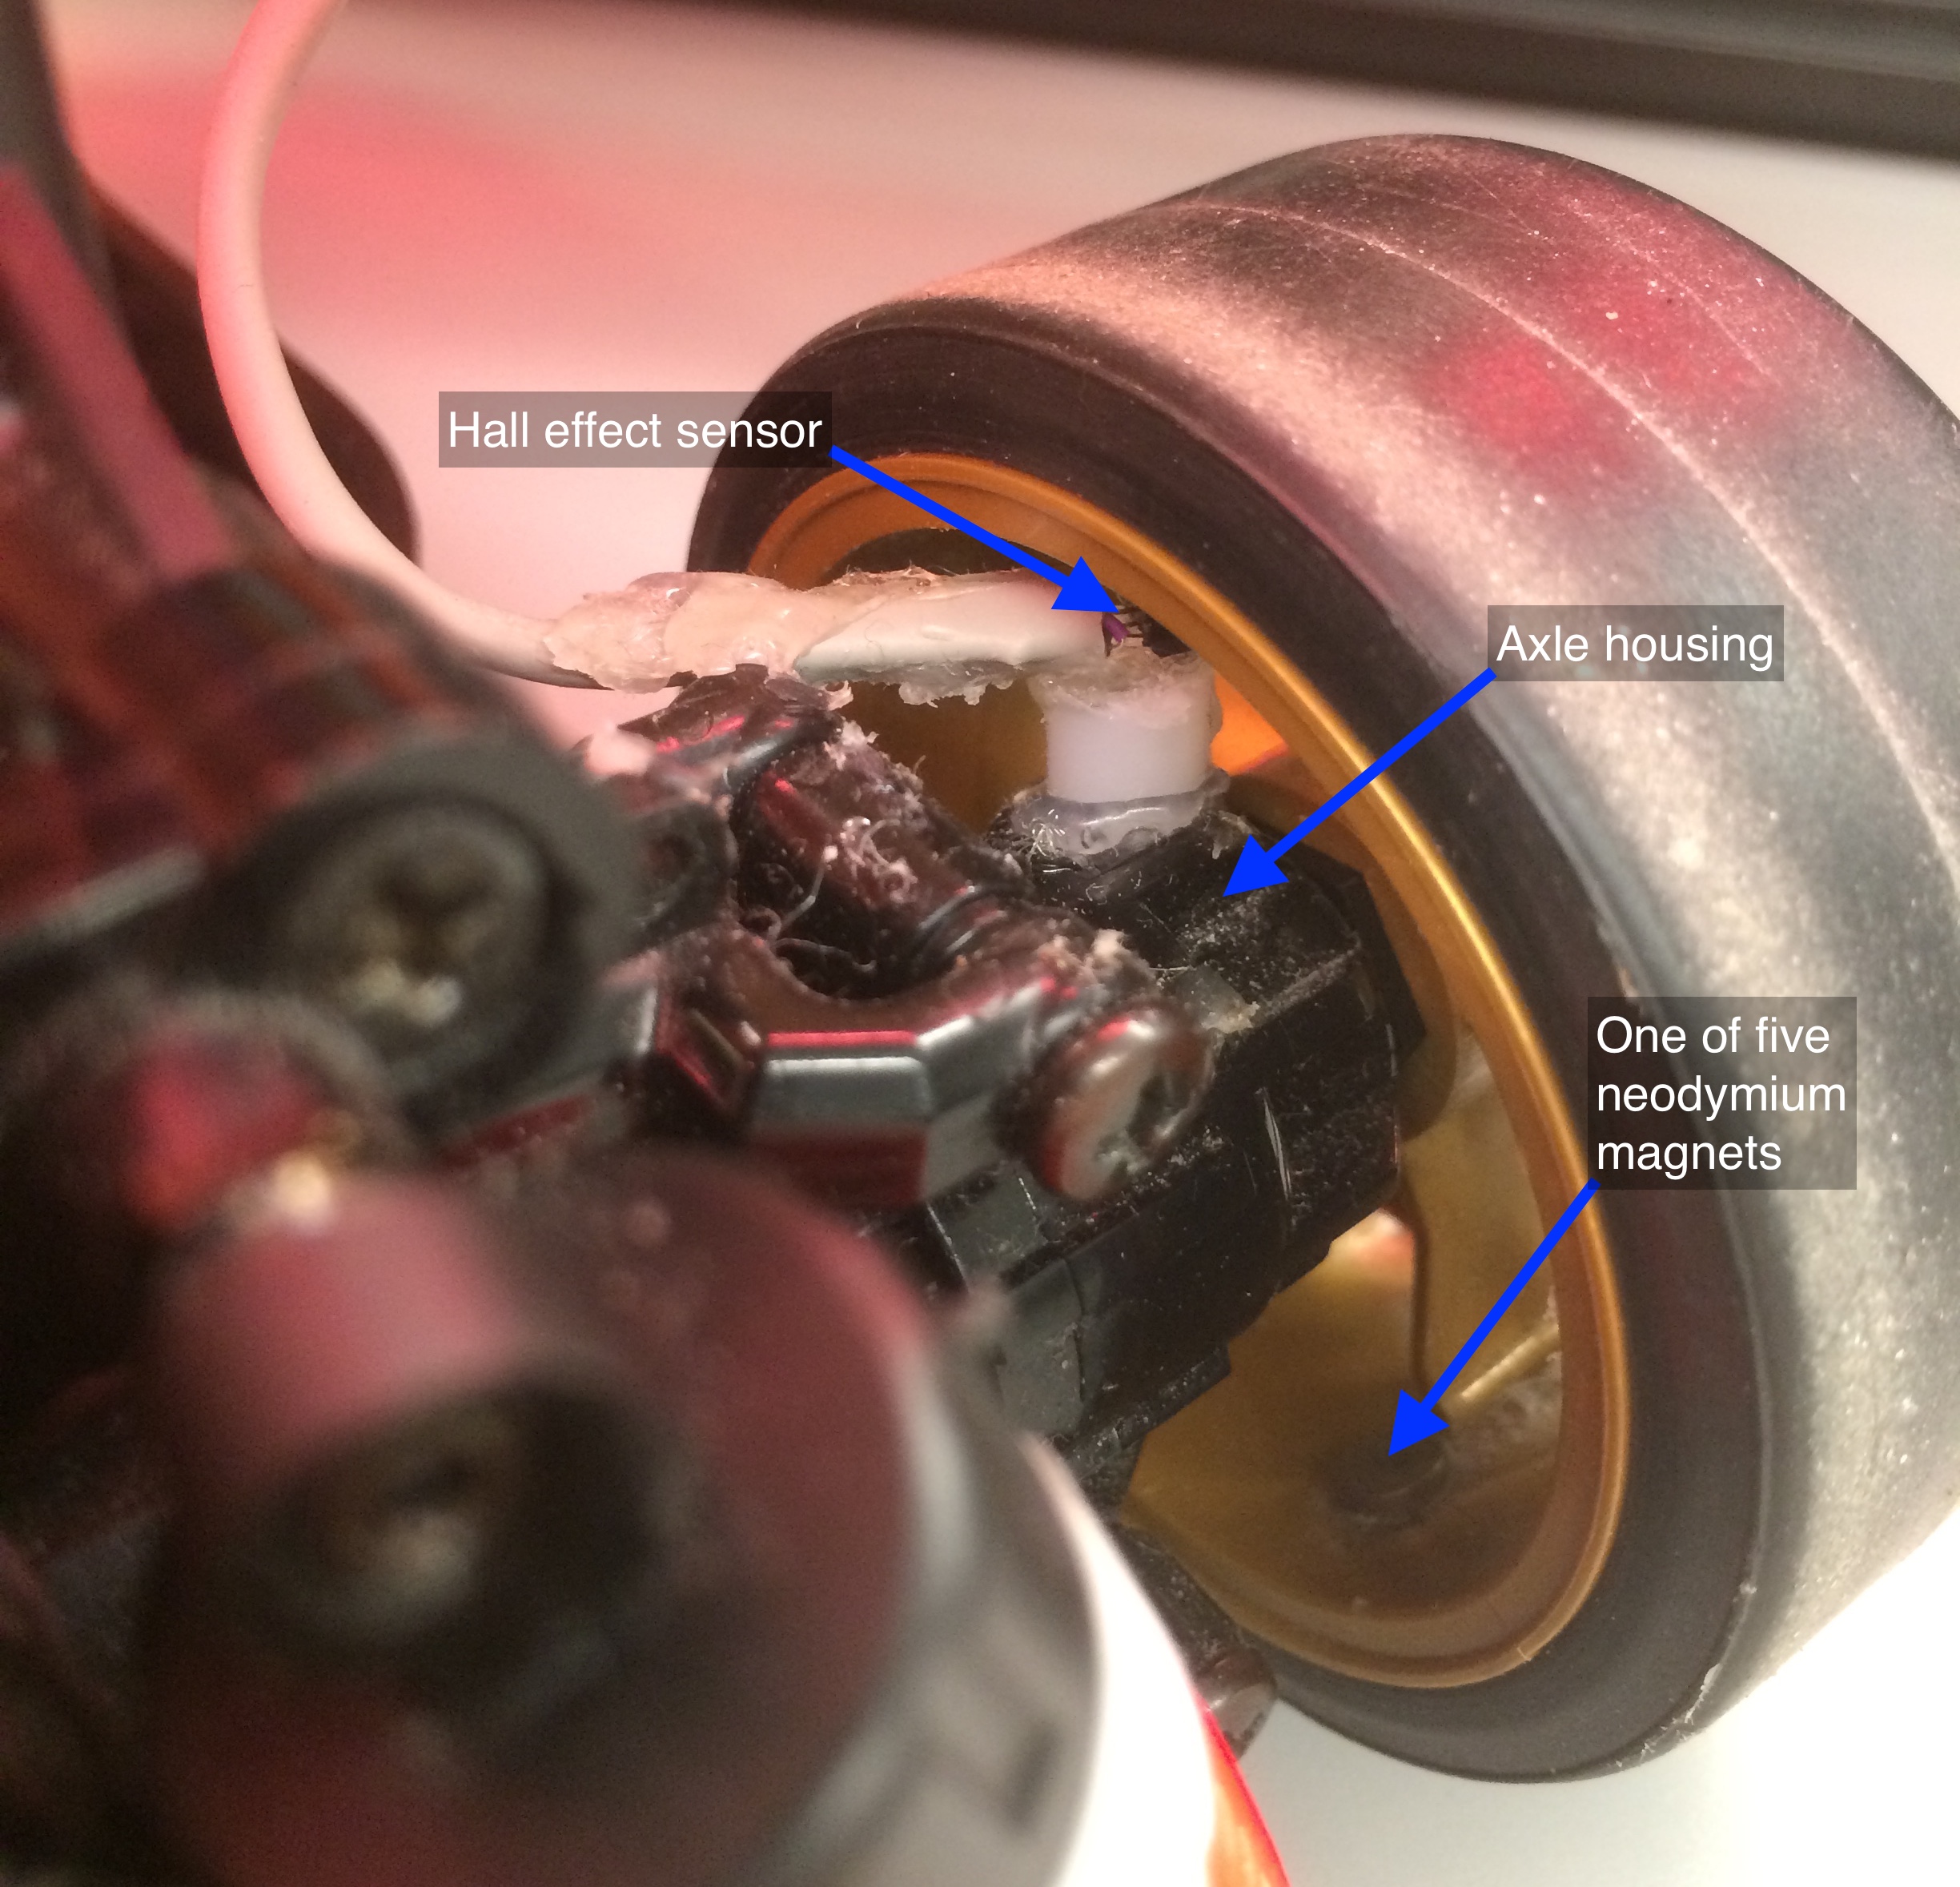 Hall effect sensor
Axle housing
One of five
neodymium
magnets